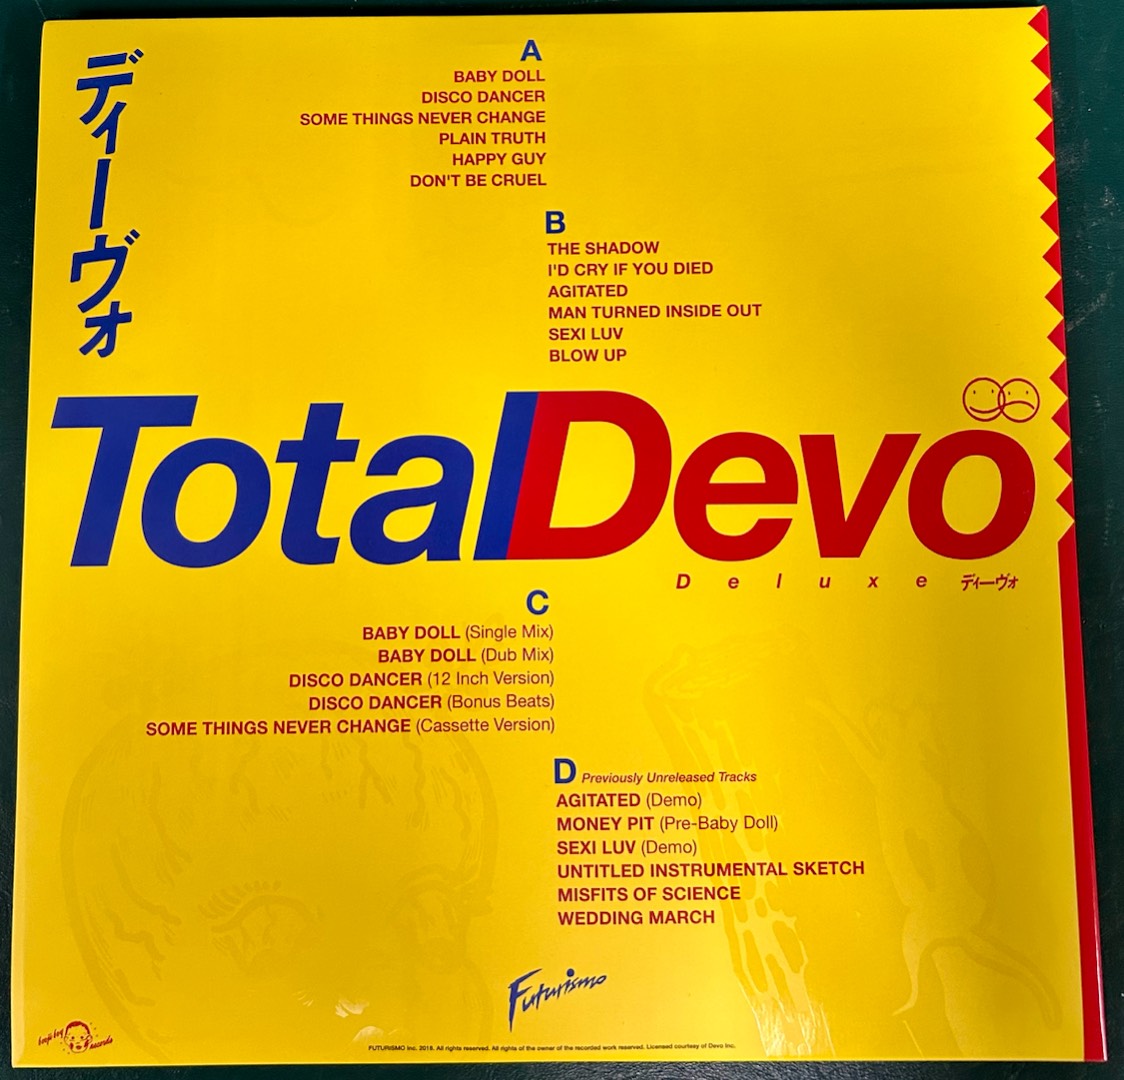 ディーヴォ
A
BABY DOLL
DISCO DANCER
SOME THINGS NEVER CHANGE
PLAIN TRUTH
HAPPY GUY
DON'T BE CRUEL
B
THE SHADOW
I'D CRY IF YOU DIED
AGITATED
MAN TURNED INSIDE OUT
SEXI LUV
BLOW UP
TotalDevo
Deluxe ディーヴォ
C
BABY DOLL (Single Mix)
BABY DOLL (Dub Mix)
DISCO DANCER (12 Inch Version)
DISCO DANCER (Bonus Beats)
SOME THINGS NEVER CHANGE (Cassette Version)
D Previously Unreleased Tracks
AGITATED (Demo)
MONEY PIT (Pre-Baby Doll)
SEXI LUV (Demo)
UNTITLED INSTRUMENTAL SKETCH
MISFITS OF SCIENCE
WEDDING MARCH
Futurismo
booji boy records
FUTURISMO Inc. 2018. All rights reserved. All rights of the owner of the recorded work reserved. Licensed courtesy of Devo Inc.